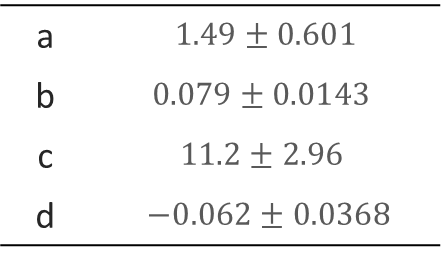 a 1.49 ± 0.601
b 0.079 ± 0.0143
c 11.2 ± 2.96
d −0.062 ± 0.0368